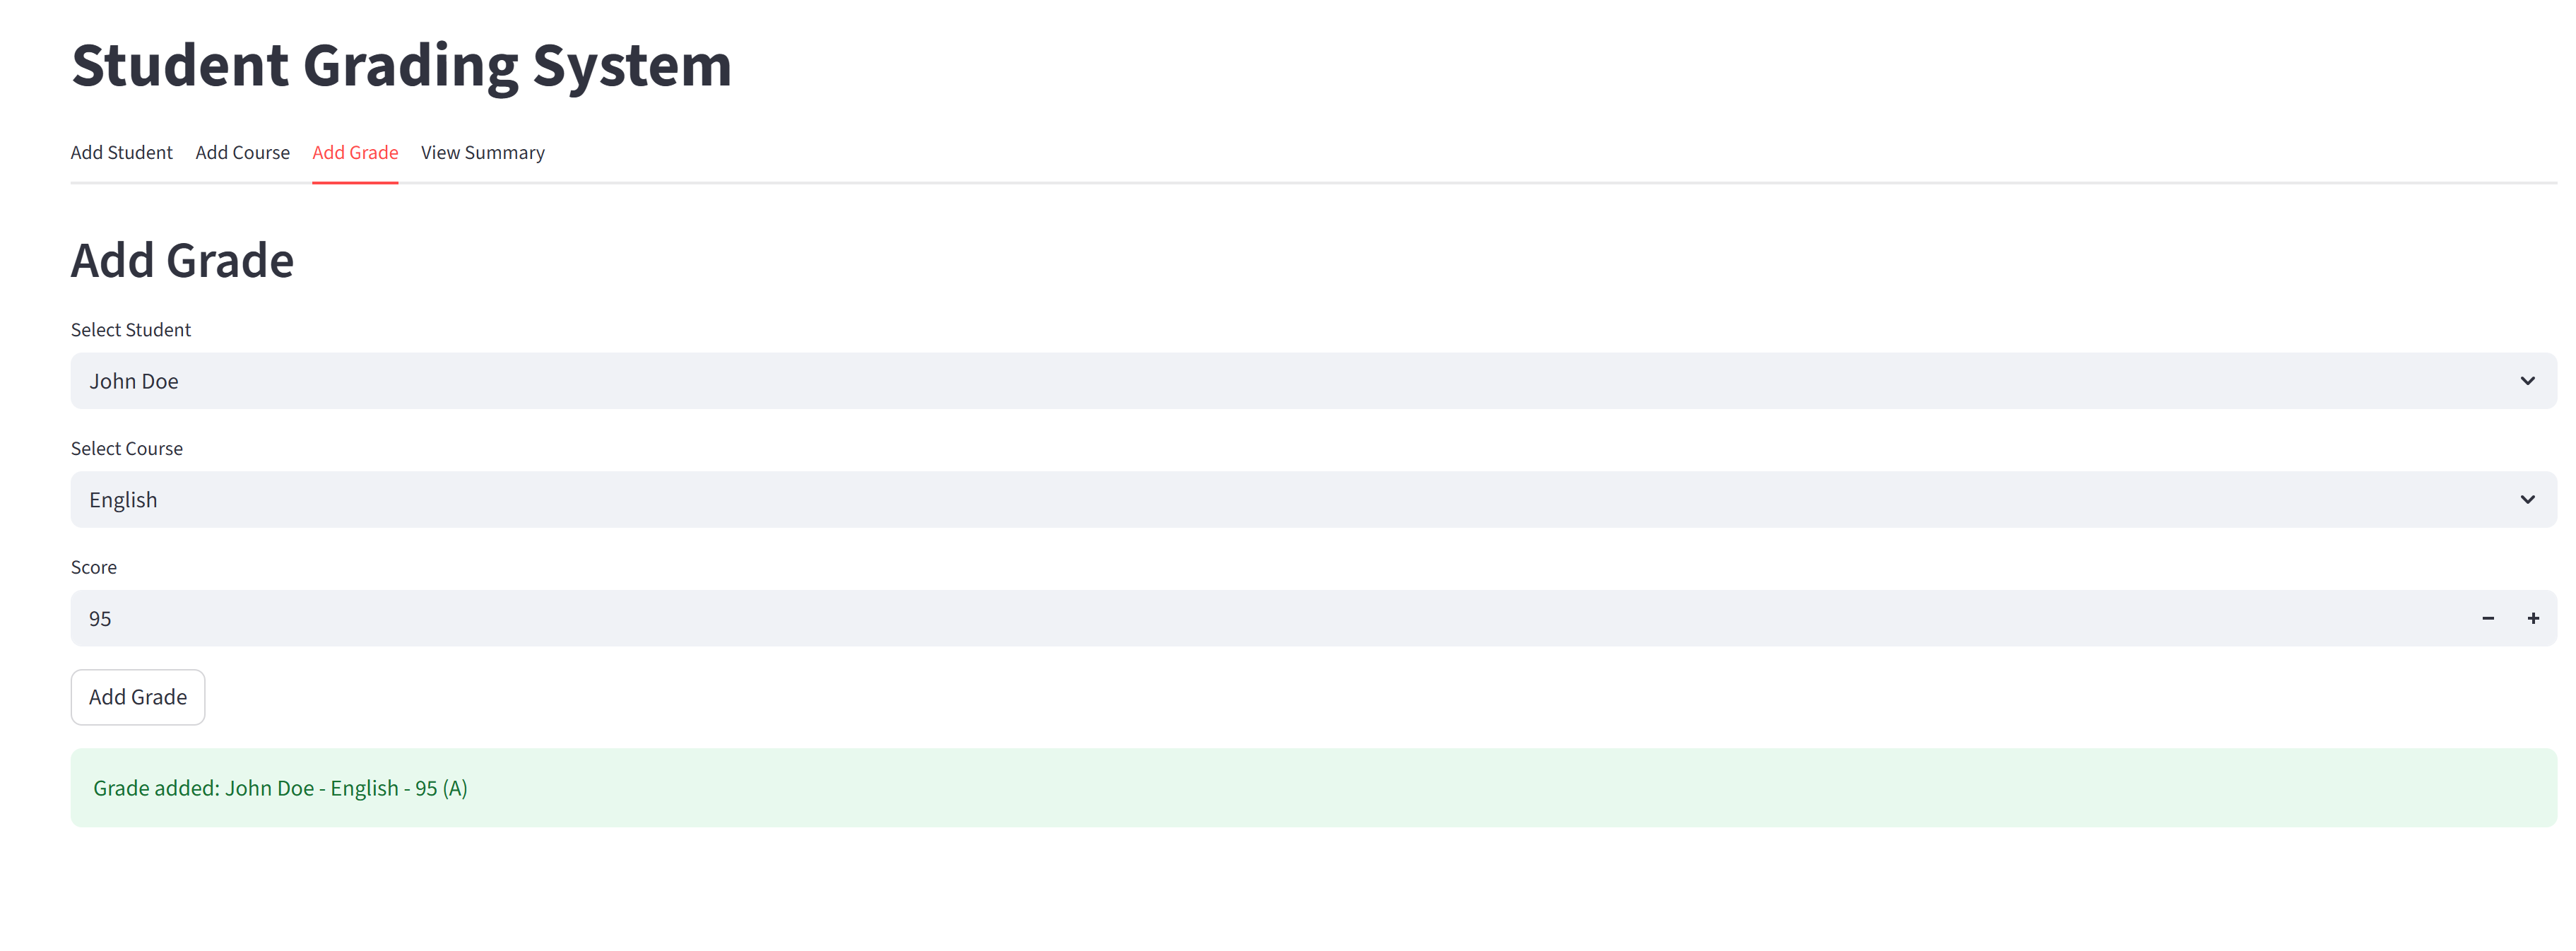 Student Grading System
Add Student Add Course Add Grade View Summary
Add Grade
Select Student
John Doe
Select Course
English
Score
95
Add Grade
Grade added: John Doe - English - 95 (A)